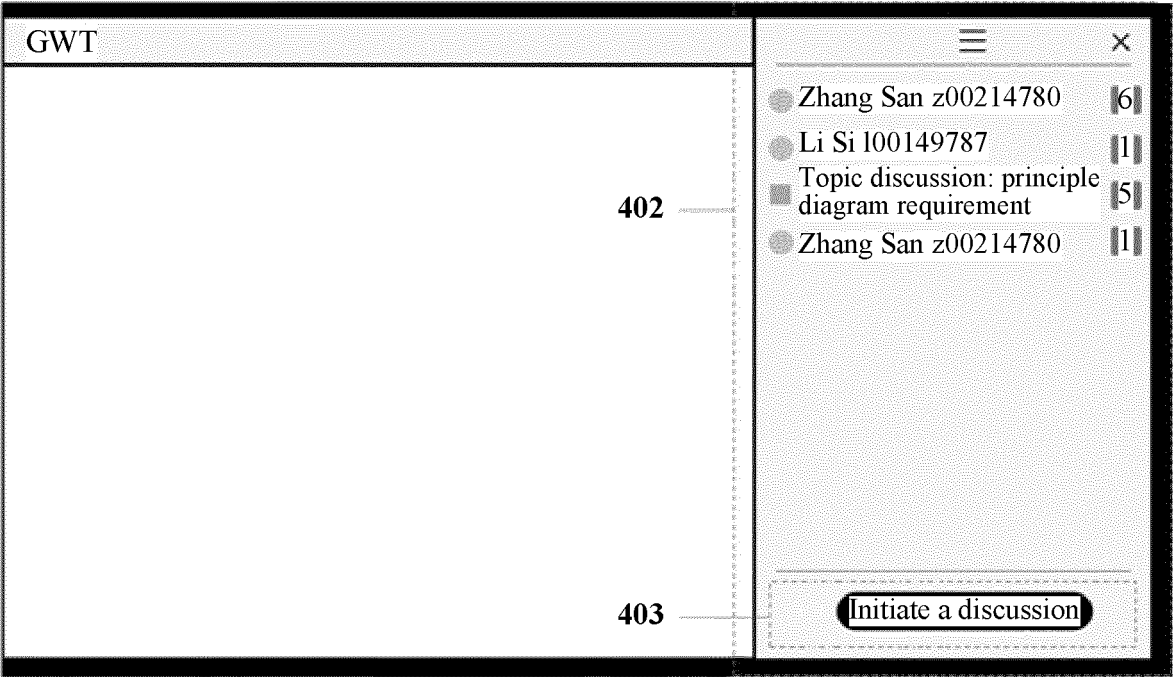 GWT
Zhang San z00214780
6
Li Si l00149787
1
Topic discussion: principle
diagram requirement
5
Zhang San z00214780
1
402
403
Initiate a discussion